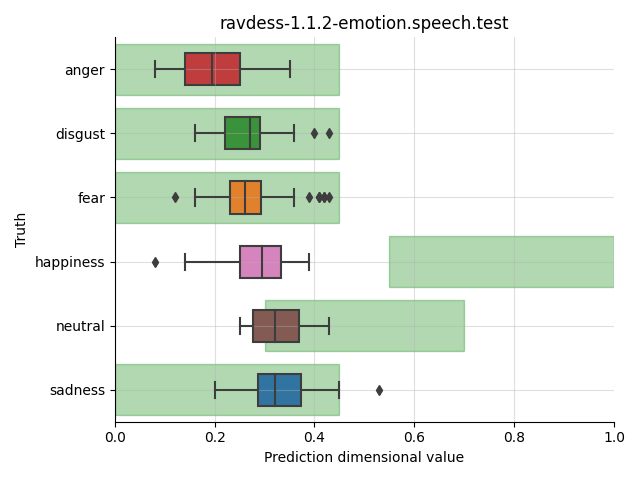 ravdess-1.1.2-emotion.speech.test
anger
disgust
fear
happiness
neutral
sadness
Truth
0.0 0.2 0.4 0.6 0.8 1.0
Prediction dimensional value